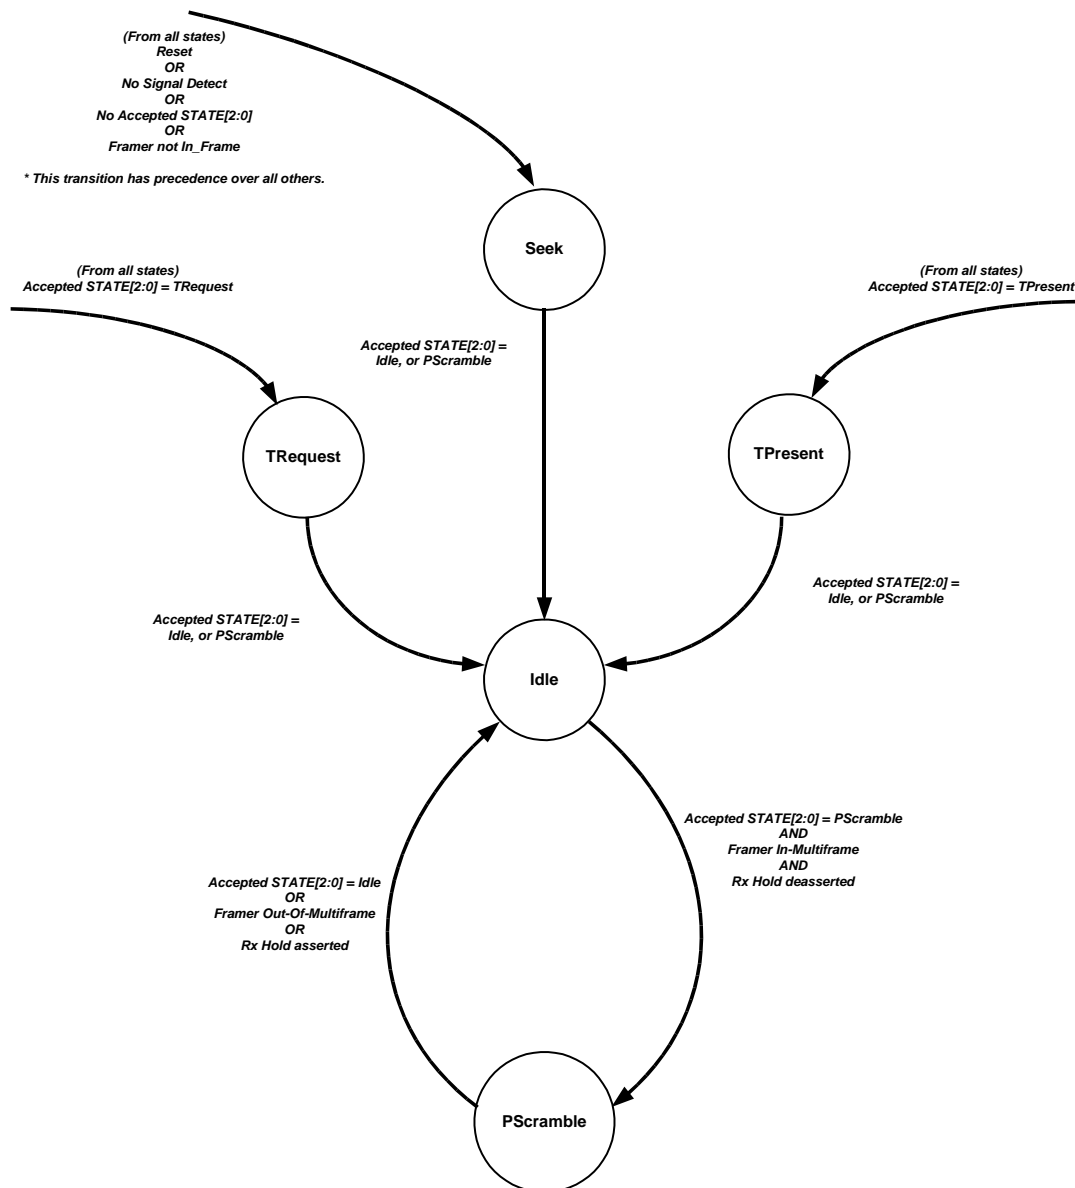 (From all states)
Reset
OR
No Signal Detect
OR
No Accepted STATE[2:0]
OR
Framer not In_Frame
* This transition has precedence over all others.
Seek
(From all states)
Accepted STATE[2:0] = TRequest
(From all states)
Accepted STATE[2:0] = TPresent
Accepted STATE[2:0] =
Idle, or PScramble
TRequest
TPresent
Accepted STATE[2:0] =
Idle, or PScramble
Accepted STATE[2:0] =
Idle, or PScramble
Idle
Accepted STATE[2:0] = PScramble
AND
Framer In-Multiframe
AND
Rx Hold deasserted
Accepted STATE[2:0] = Idle
OR
Framer Out-Of-Multiframe
OR
Rx Hold asserted
PScramble